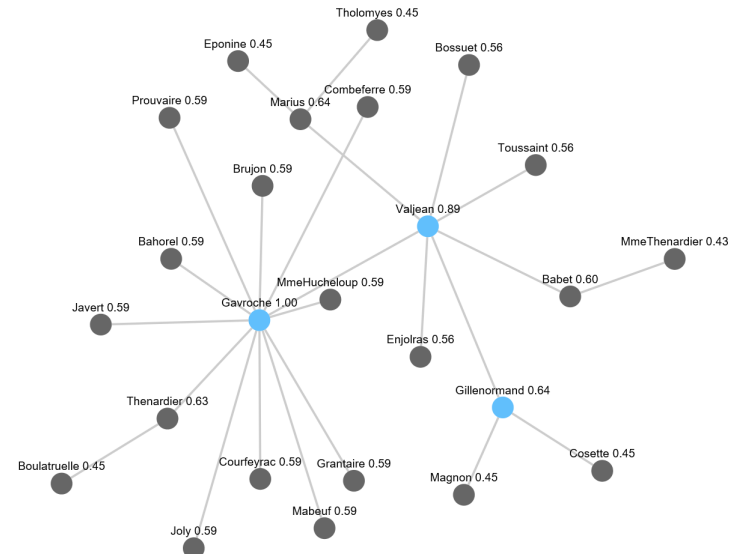 Tholomyes 0.45
Eponine 0.45
Bossuet 0.56
Combeferre 0.59
Prouvaire 0.59
Marius 0.64
Toussaint 0.56
Brujon 0.59
Valjean 0.89
Bahorel 0.59
MmeThenardier 0.43
MmeHucheloup 0.59
Babet 0.60
Gavroche 1.00
Javert 0.59
Enjolras 0.56
Gillenormand 0.64
Thenardier 0.63
Cosette 0.45
Courfeyrac 0.59
Grantaire 0.59
Boulatruelle 0.45
Magnon 0.45
Mabeuf 0.59
Joly 0.59